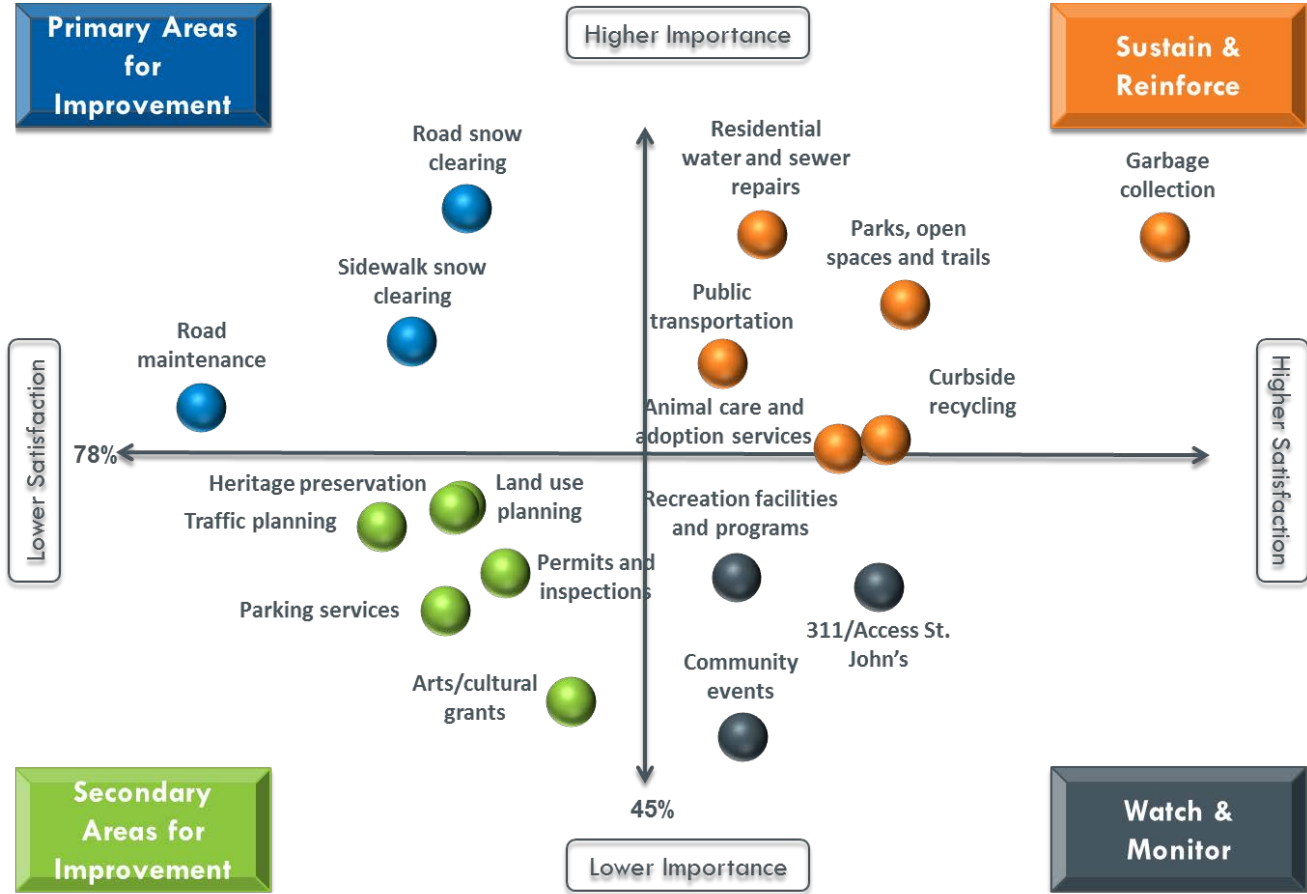 Primary Areas
for
Improvement
Higher Importance
Sustain &
Reinforce
Road snow
clearing
Residential
water and sewer
repairs
Garbage
collection
Parks, open
spaces and trails
Sidewalk snow
clearing
Public
transportation
Road
maintenance
Curbside
recycling
Animal care and
adoption services
Lower Satisfaction
78%
Higher Satisfaction
Heritage preservation
Land use
planning
Traffic planning
Recreation facilities
and programs
Permits and
inspections
Parking services
311/Access St.
John’s
Community
events
Arts/cultural
grants
Secondary
Areas for
Improvement
45%
Lower Importance
Watch &
Monitor